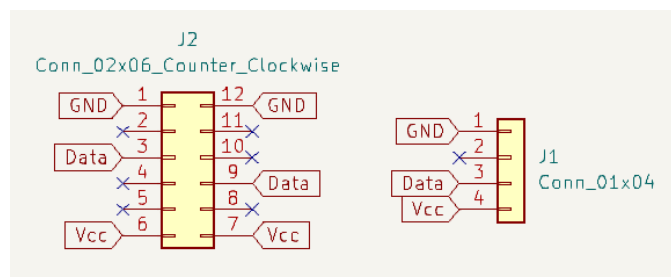 J2
Conn_02x06_Counter_Clockwise
GND 1 12 GND
2 11
Data 3 10
4 9 Data
5 8
Vcc 6 7 Vcc
GND 1
2
Data 3
Vcc 4
J1
Conn_01x04